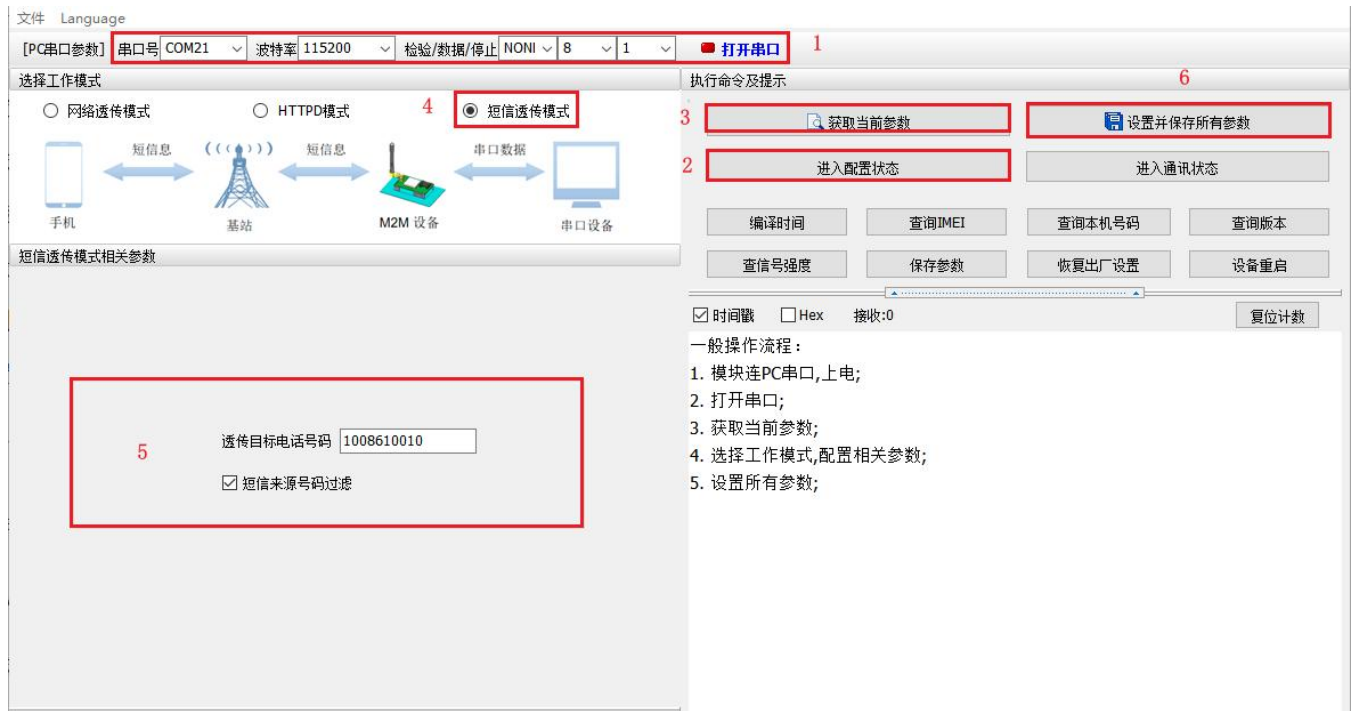 文件 Language
[PC串口参数] 串口号 COM21 波特率 115200 检验/数据/停止 NONI 8 1 打开串口 1
选择工作模式
网络透传模式 HTTPD模式 4 短信透传模式
短信息 短信息 串口数据
手机 基站 M2M 设备 串口设备
短信透传模式相关参数
5
透传目标电话号码 1008610010
短信来源号码过滤
执行命令及提示 6
3 获取当前参数 设置并保存所有参数
2 进入配置状态 进入通讯状态
编译时间 查询IMEI 查询本机号码 查询版本
查信号强度 保存参数 恢复出厂设置 设备重启
时间戳 Hex 接收:0 复位计数
一般操作流程：
1. 模块连PC串口,上电;
2. 打开串口;
3. 获取当前参数;
4. 选择工作模式,配置相关参数;
5. 设置所有参数;